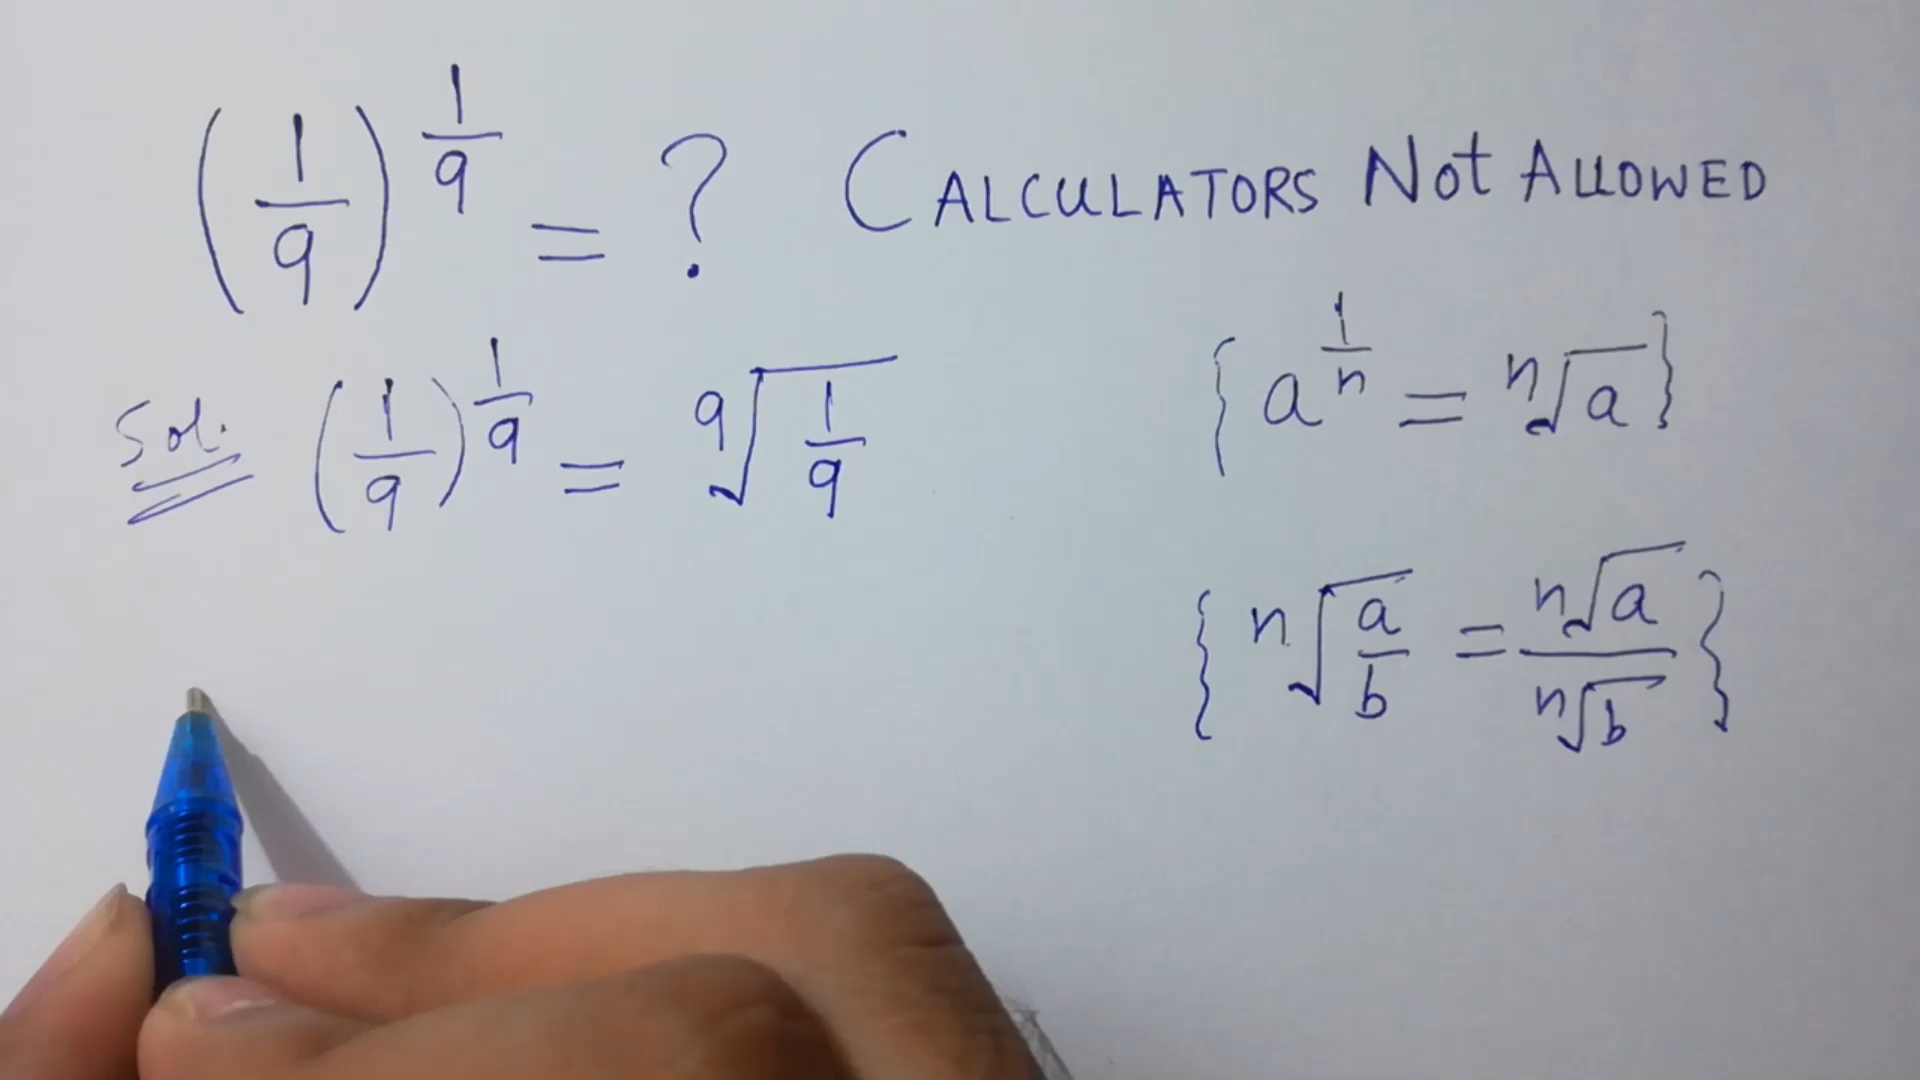 (1/9)^(1/9) = ? CALCULATORS Not ALLOWED
{a^(1/n) = ⁿ√a}
Sol. (1/9)^(1/9) = ⁹√(1/9)
{ⁿ√(a/b) = ⁿ√a/ⁿ√b}